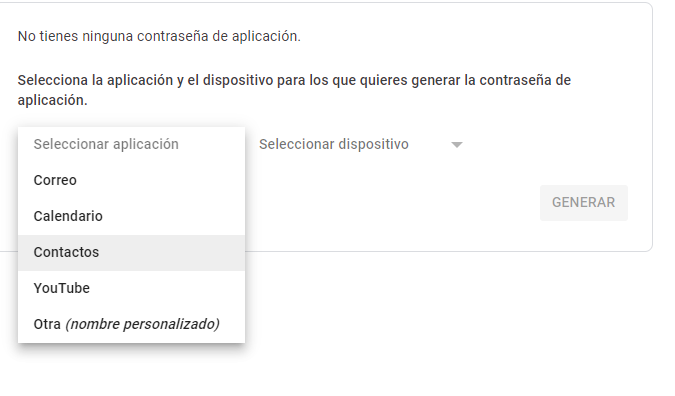 No tienes ninguna contraseña de aplicación.
Selecciona la aplicación y el dispositivo para los que quieres generar la contraseña de
aplicación.
Seleccionar aplicación
Seleccionar dispositivo
Correo
Calendario
GENERAR
Contactos
YouTube
Otra (nombre personalizado)